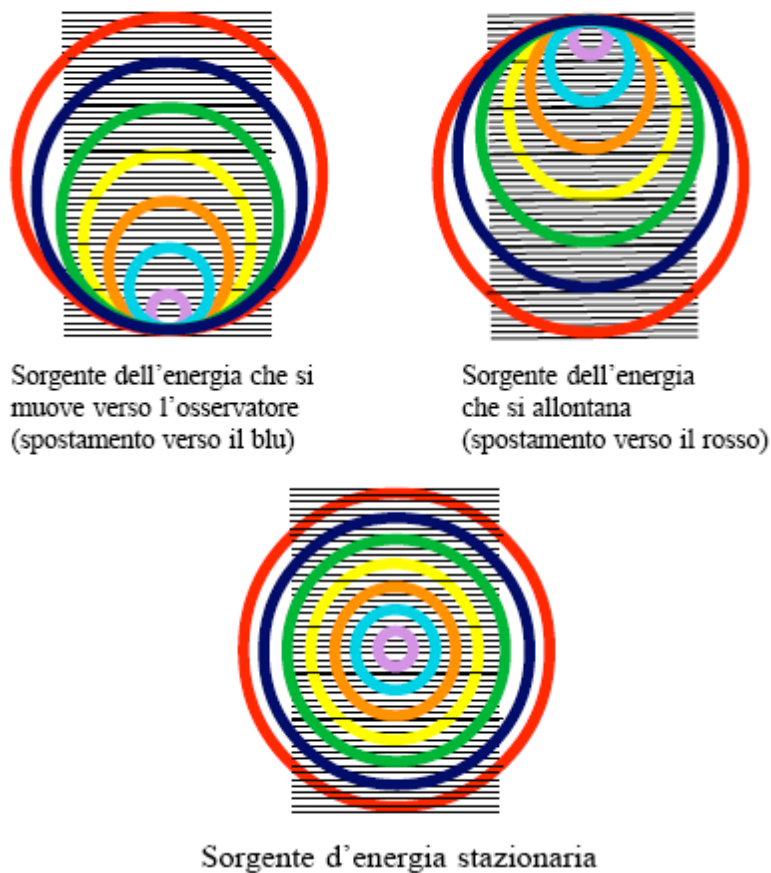 Sorgente dell'energia che si
muove verso l'osservatore
(spostamento verso il blu)
Sorgente dell'energia
che si allontana
(spostamento verso il rosso)
Sorgente d'energia stazionaria